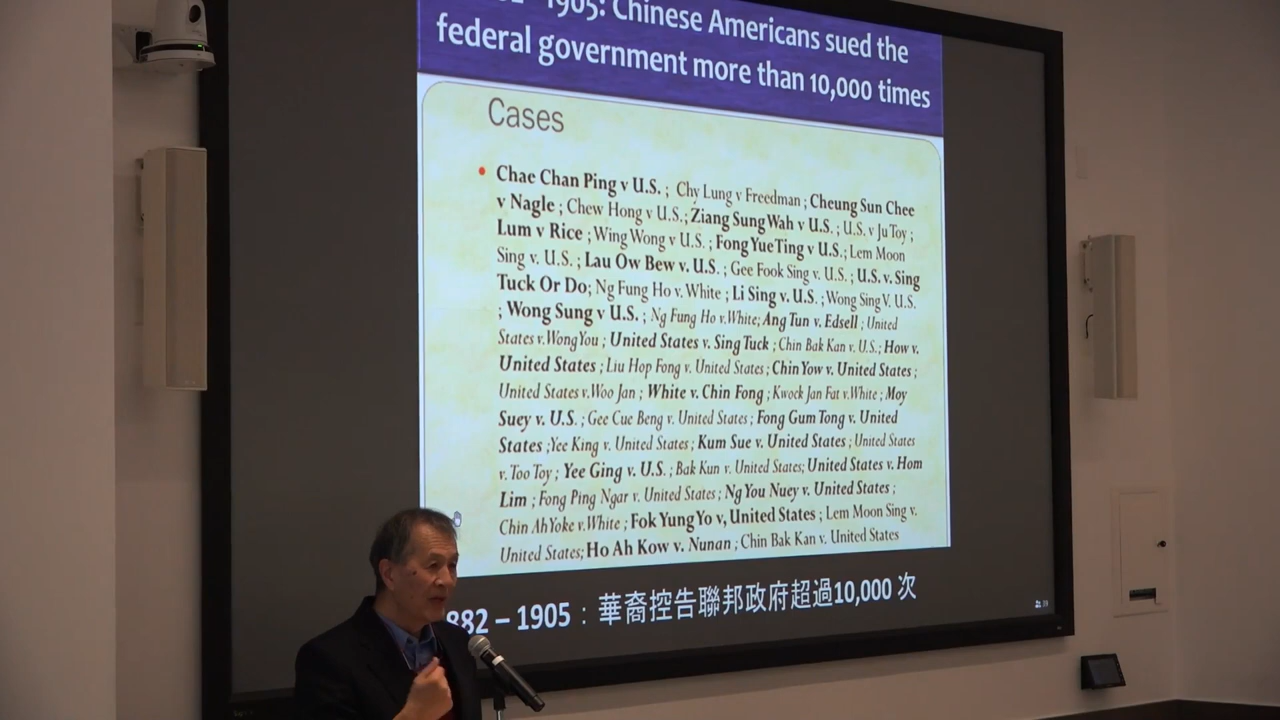 1905: Chinese Americans sued the
federal government more than 10,000 times
Cases
• Chae Chan Ping v U.S. ; Chy Lung v Freedman ; Cheung Sun Chee
v Nagle ; Chew Hong v U.S.; Ziang Sung Wah v U.S. ; U.S. v Ju Toy ;
Lum v Rice ; Wing Wong v U.S. ; Fong Yue Ting v U.S.; Lem Moon
Sing v. U.S. ; Lau Ow Bew v. U.S. ; Gee Fook Sing v. U.S. ; U.S. v. Sing
Tuck Or Do; Ng Fung Ho v. White ; Li Sing v. U.S. ; Wong Sing V. U.S.
; Wong Sung v U.S. ; Ng Fung Ho v.White; Ang Tun v. Edsell ; United
States v. Wong You ; United States v. Sing Tuck ; Chin Bak Kan v. U.S.; How v.
United States ; Liu Hop Fong v. United States ; Chin Yow v. United States ;
United States v. Woo Jan ; White v. Chin Fong ; Kwock Jan Fat v. White ; Moy
Suey v. U.S. ; Gee Cue Beng v. United States ; Fong Gum Tong v. United
States ;Yee King v. United States ; Kum Sue v. United States ; United States
v. Too Toy ; Yee Ging v. U.S. ; Bak Kun v. United States; United States v. Hom
Lim ; Fong Ping Ngar v. United States ; Ng You Nuey v. United States ;
Chin Ah Yoke v. White ; Fok Yung Yo v, United States ; Lem Moon Sing v.
United States; Ho Ah Kow v. Nunan ; Chin Bak Kan v. United States
882 – 1905：華裔控告聯邦政府超過10,000 次